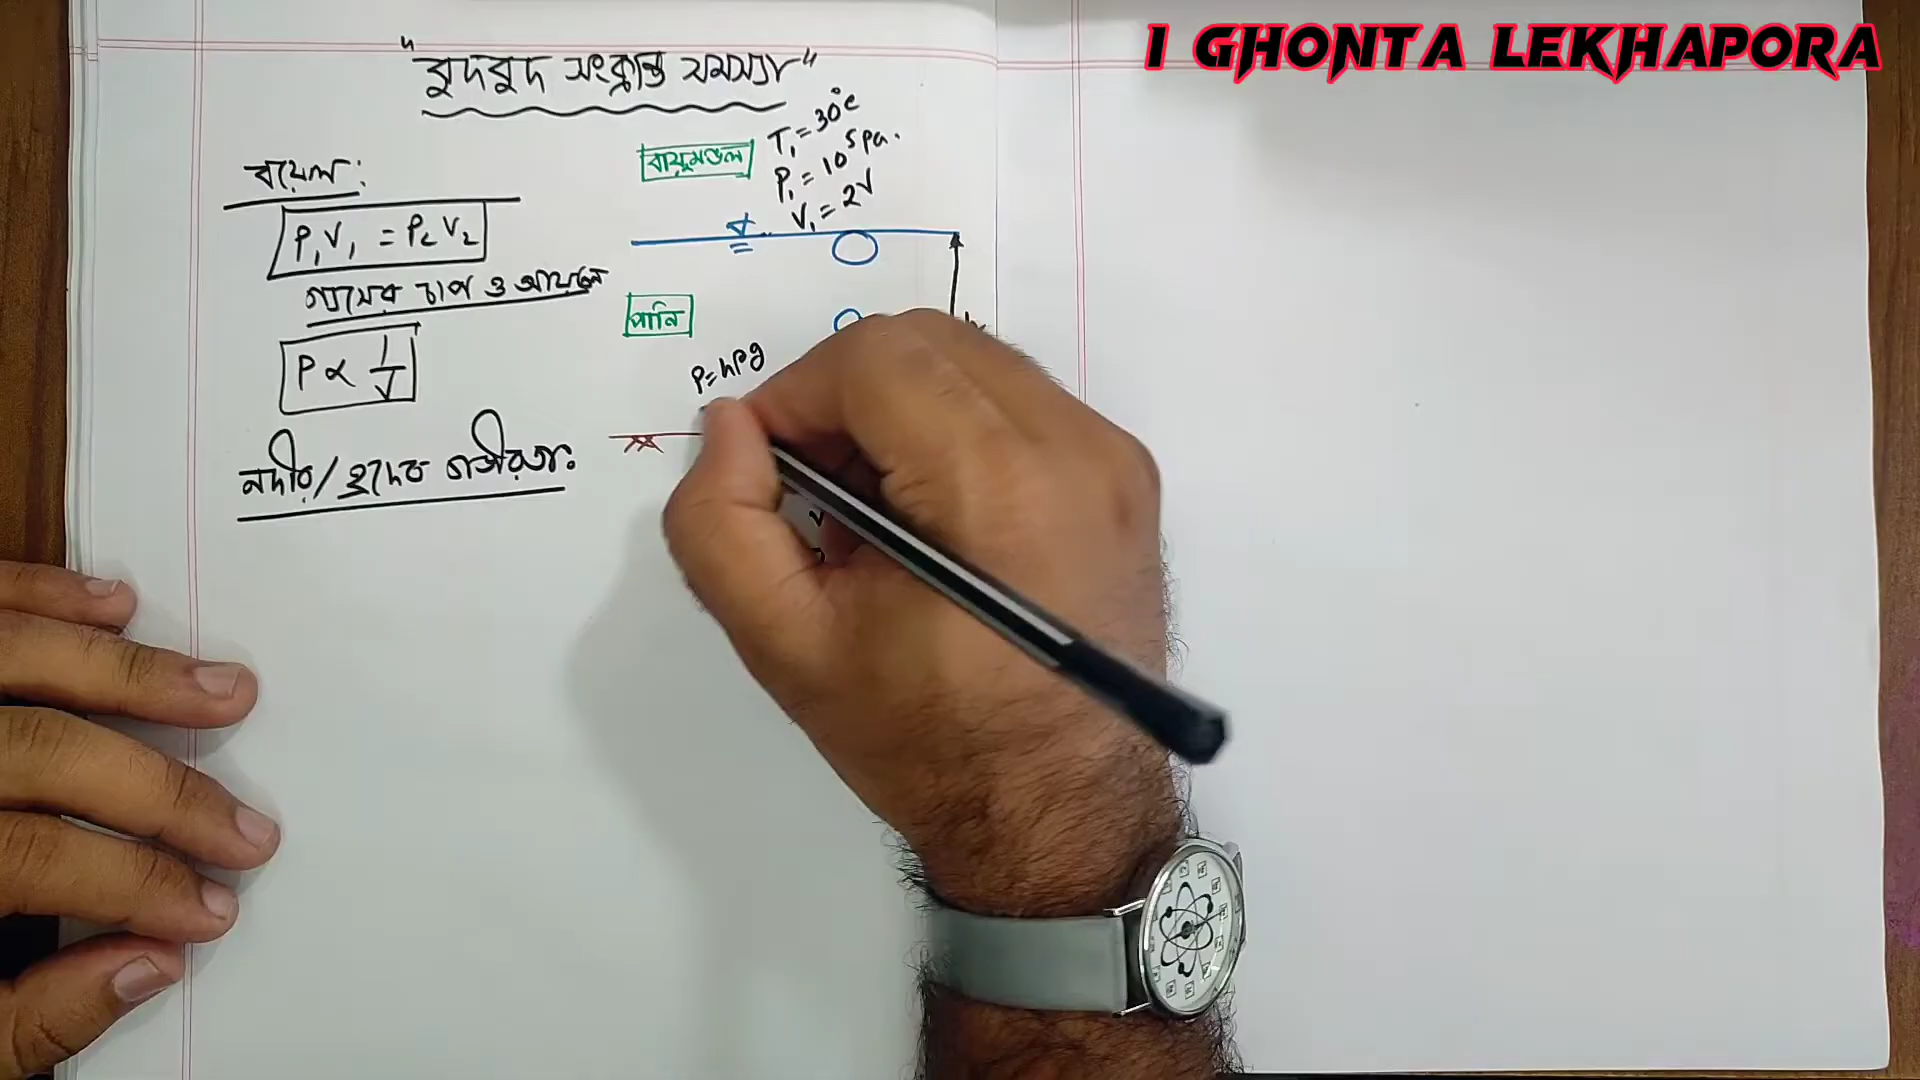 I GHONTA LEKHAPORA
"বুদবুদ সংক্রান্ত সমস্যা"
বয়েল:
P₁V₁ = P₂V₂
গ্যাসের চাপ ও আয়তন
P ∝ 1/V
নদীর/হ্রদের গভীরতা:
বায়ুমণ্ডল
T₁ = 30°c
P₁ = 10⁵ pa.
V₁ = 2V
পানি
P = hρg